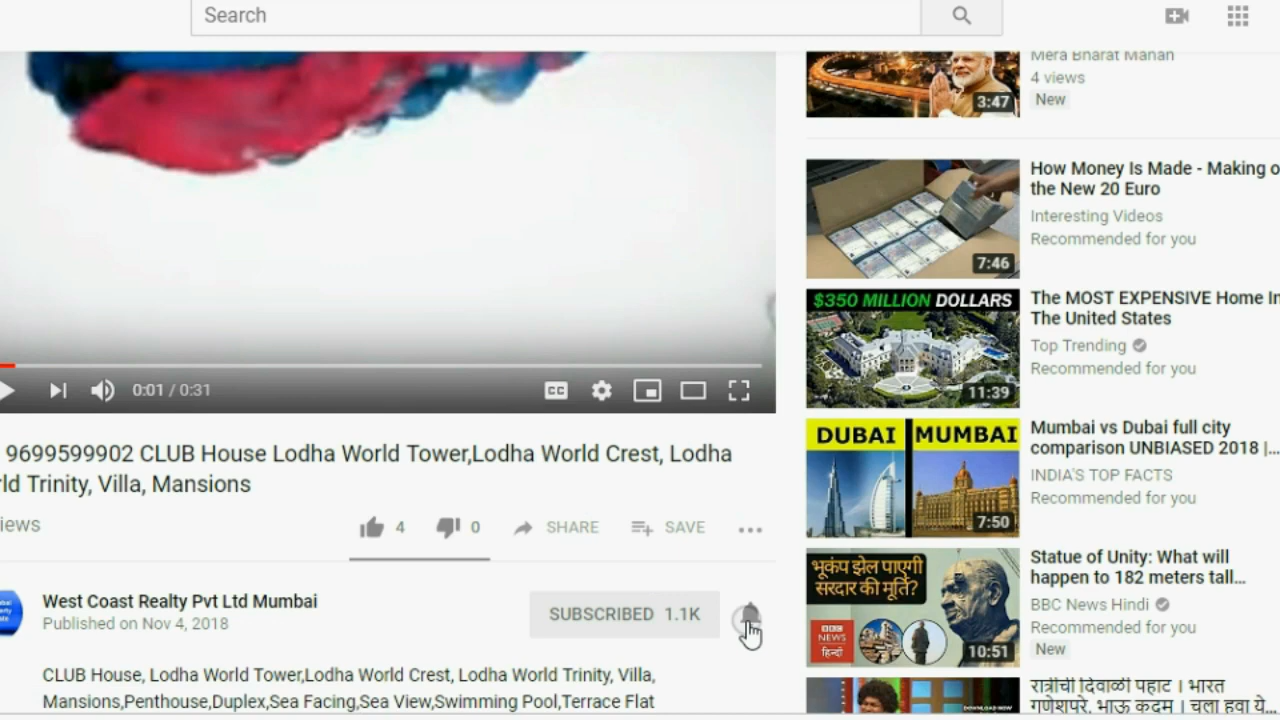 Search
0:01 / 0:31
9699599902 CLUB House Lodha World Tower,Lodha World Crest, Lodha
Trinity, Villa, Mansions
4
0
SHARE
SAVE
West Coast Realty Pvt Ltd Mumbai
Published on Nov 4, 2018
SUBSCRIBED 1.1K
CLUB House, Lodha World Tower,Lodha World Crest, Lodha World Trinity, Villa,
Mansions,Penthouse,Duplex,Sea Facing,Sea View,Swimming Pool,Terrace Flat
3:47
Mera Bharat Mahan
4 views
New
7:46
How Money Is Made - Making
the New 20 Euro
Interesting Videos
Recommended for you
$350 MILLION DOLLARS
11:39
The MOST EXPENSIVE Home In
The United States
Top Trending
Recommended for you
DUBAI MUMBAI
7:50
Mumbai vs Dubai full city
comparison UNBIASED 2018 |...
INDIA'S TOP FACTS
Recommended for you
भूकंप झेल पाएगी
सरदार की मूर्ति?
BBC
NEWS
हिन्दी
10:51
Statue of Unity: What will
happen to 182 meters tall...
BBC News Hindi
Recommended for you
New
DOWNLOAD NOW
रात्रीची दिवाळी पहाट । भारत
गणेशपुरे, भाऊ कदम । चला हवा ये...